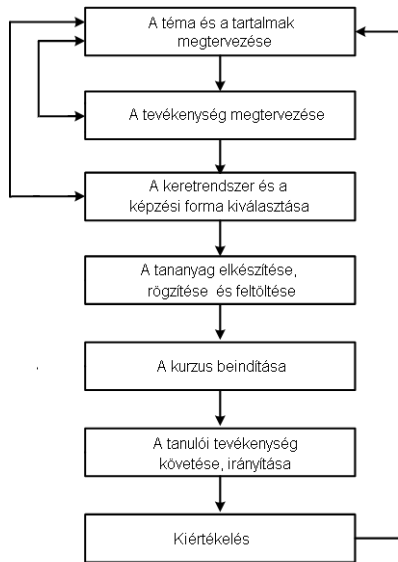 A téma és a tartalmak
megtervezése
A tevékenység megtervezése
A keretrendszer és a
képzési forma kiválasztása
A tananyag elkészítése,
rögzítése és feltöltése
A kurzus beindítása
A tanulói tevékenység
követése, irányítása
Kiértékelés